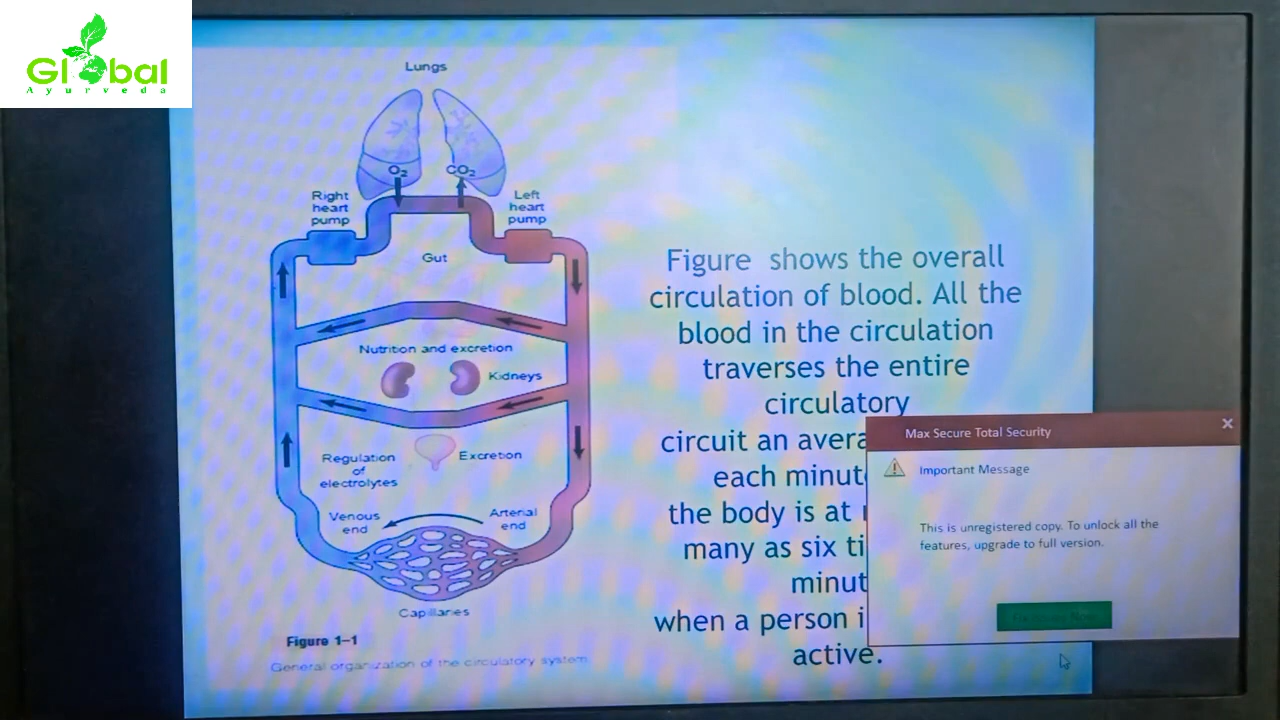 Global
Ayurveda
Lungs
O2
CO2
Right
heart
pump
Left
heart
pump
Gut
Nutrition and excretion
Kidneys
Regulation
of
electrolytes
Excretion
Venous
end
Arterial
end
Capillaries
Figure 1–1
General organization of the circulatory system.
Figure shows the overall
circulation of blood. All the
blood in the circulation
traverses the entire
circulatory
circuit an avera
each minut
the body is at
many as six ti
minut
when a person i
active.
Max Secure Total Security
Important Message
This is unregistered copy. To unlock all the
features, upgrade to full version.